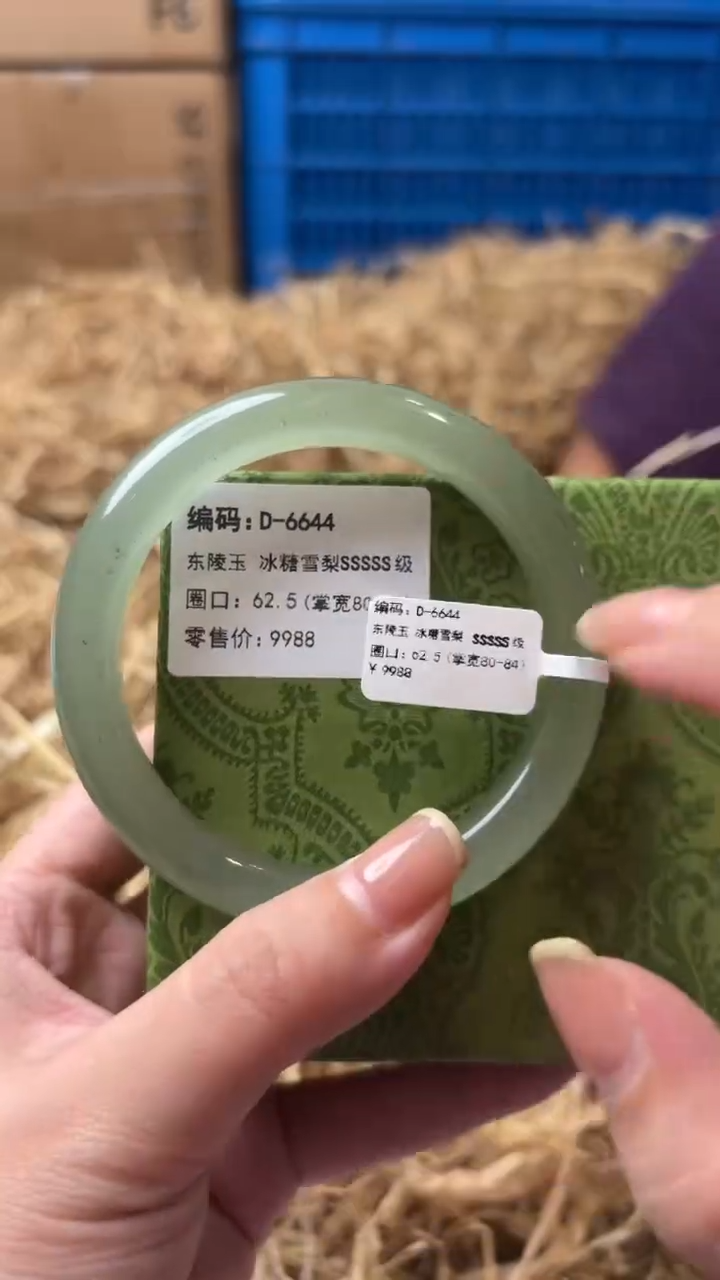 编码:D-6644
东陵玉 冰糖雪梨SSSSS级
圈口: 62.5(掌宽80
零售价: 9988
编码: D-6644
东陵玉 冰糖雪梨 SSSSS级
圈口: 62.5 (掌宽80-84)
¥ 9988